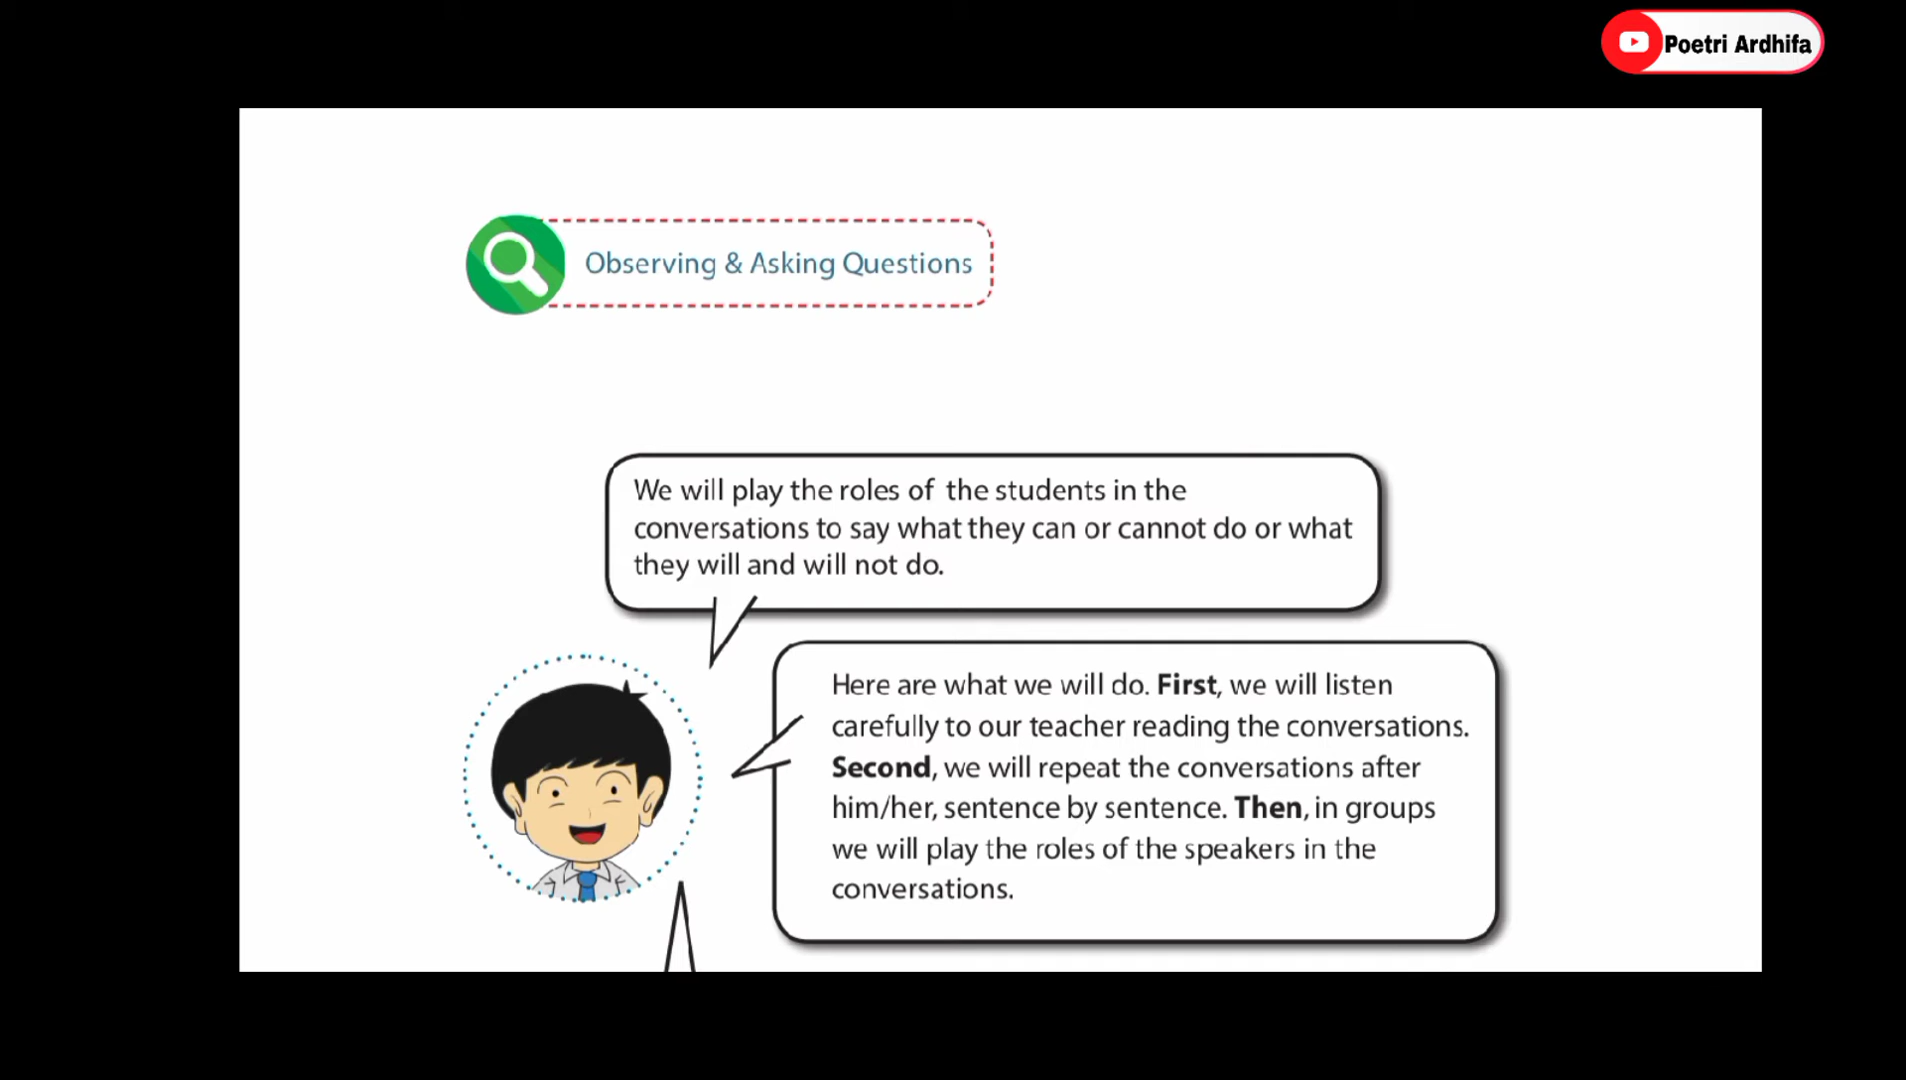 Poetri Ardhifa
Observing & Asking Questions
We will play the roles of the students in the
conversations to say what they can or cannot do or what
they will and will not do.
Here are what we will do. First, we will listen
carefully to our teacher reading the conversations.
Second, we will repeat the conversations after
him/her, sentence by sentence. Then, in groups
we will play the roles of the speakers in the
conversations.